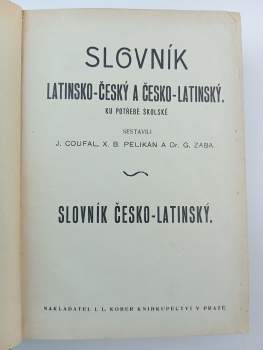 SLOVNÍK
LATINSKO-ČESKÝ A ČESKO-LATINSKÝ.
KU POTŘEBĚ ŠKOLSKÉ
SESTAVILI
J. COUFAL, X. B. PELIKÁN A Dr. G. ŽÁBA.
SLOVNÍK ČESKO-LATINSKÝ.
NAKLADATEL I. L. KOBER KNIHKUPECTVÍ V PRAZE